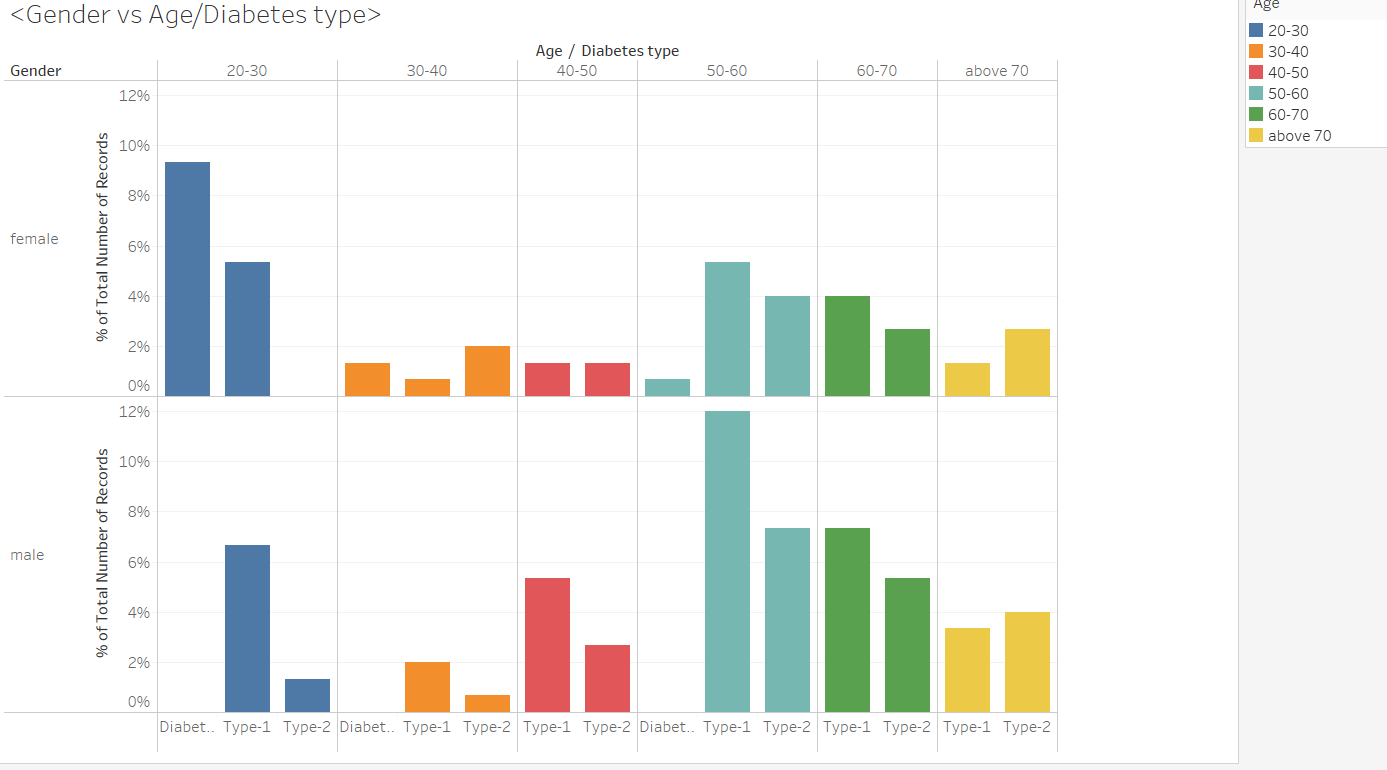 <Gender vs Age/Diabetes type>
Age / Diabetes type
Gender
20-30 30-40 40-50 50-60 60-70 above 70
female
% of Total Number of Records
12%
10%
8%
6%
4%
2%
0%
male
% of Total Number of Records
12%
10%
8%
6%
4%
2%
0%
Diabet.. Type-1 Type-2 Diabet.. Type-1 Type-2 Type-1 Type-2 Diabet.. Type-1 Type-2 Type-1 Type-2 Type-1 Type-2
Age
20-30
30-40
40-50
50-60
60-70
above 70